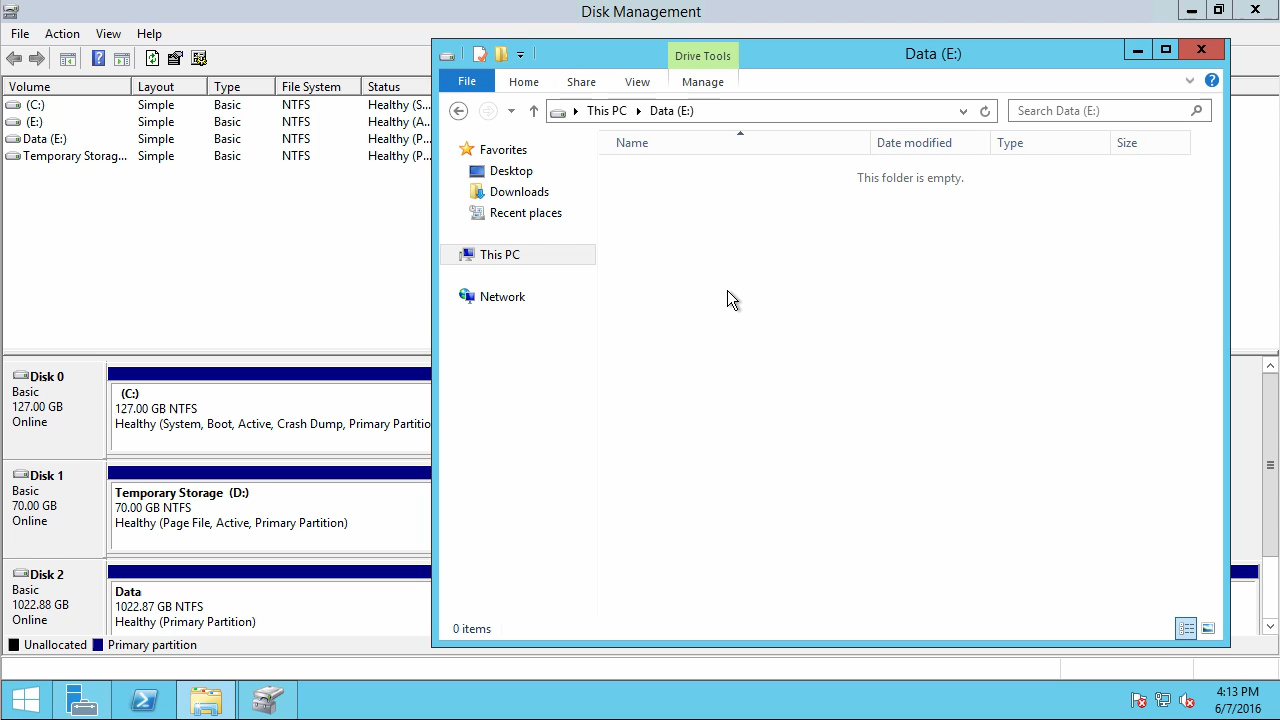 Disk Management
File Action View Help
Volume Layout Type File System Status
(C:) Simple Basic NTFS Healthy (S...
(E:) Simple Basic NTFS Healthy (A...
Data (E:) Simple Basic NTFS Healthy (P...
Temporary Storag... Simple Basic NTFS Healthy (P...
Drive Tools
Data (E:)
File Home Share View Manage
This PC Data (E:)
Search Data (E:)
Name Date modified Type Size
This folder is empty.
Favorites
Desktop
Downloads
Recent places
This PC
Network
0 items
Disk 0
Basic
127.00 GB
Online
(C:)
127.00 GB NTFS
Healthy (System, Boot, Active, Crash Dump, Primary Partitio
Disk 1
Basic
70.00 GB
Online
Temporary Storage (D:)
70.00 GB NTFS
Healthy (Page File, Active, Primary Partition)
Disk 2
Basic
1022.88 GB
Online
Data
1022.87 GB NTFS
Healthy (Primary Partition)
Unallocated Primary partition
4:13 PM
6/7/2016